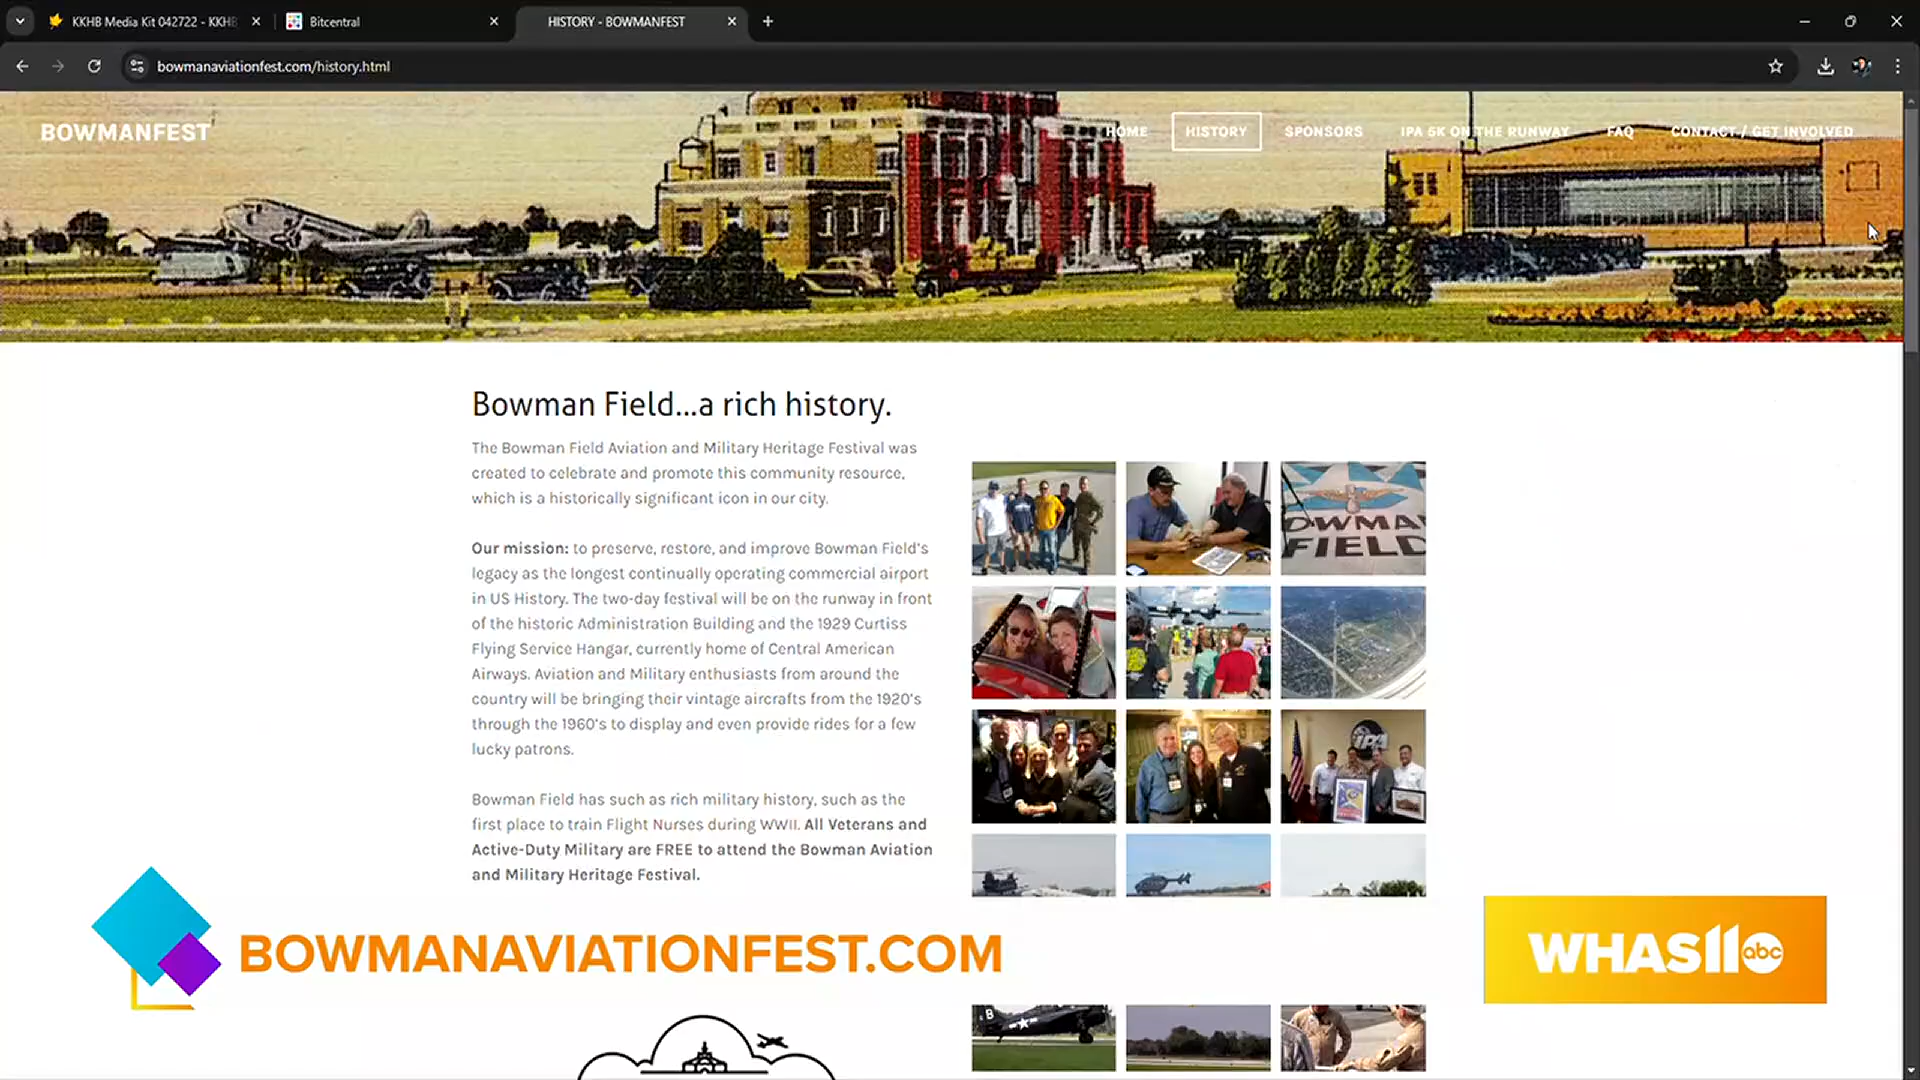 KKHB Media Kit 042722 - KKHB
Bitcentral
HISTORY - BOWMANFEST
bowmanaviationfest.com/history.html
BOWMANFEST
HOME
HISTORY
SPONSORS
IPA 5K ON THE RUNWAY
FAQ
CONTACT / GET INVOLVED
Bowman Field...a rich history.
The Bowman Field Aviation and Military Heritage Festival was
created to celebrate and promote this community resource,
which is a historically significant icon in our city.
Our mission: to preserve, restore, and improve Bowman Field's
legacy as the longest continually operating commercial airport
in US History. The two-day festival will be on the runway in front
of the historic Administration Building and the 1929 Curtiss
Flying Service Hangar, currently home of Central American
Airways. Aviation and Military enthusiasts from around the
country will be bringing their vintage aircrafts from the 1920's
through the 1960's to display and even provide rides for a few
lucky patrons.
Bowman Field has such as rich military history, such as the
first place to train Flight Nurses during WWII. All Veterans and
Active-Duty Military are FREE to attend the Bowman Aviation
and Military Heritage Festival.
OWMA
FIELD
IPA
B
BOWMANAVIATIONFEST.COM
WHAS11 abc